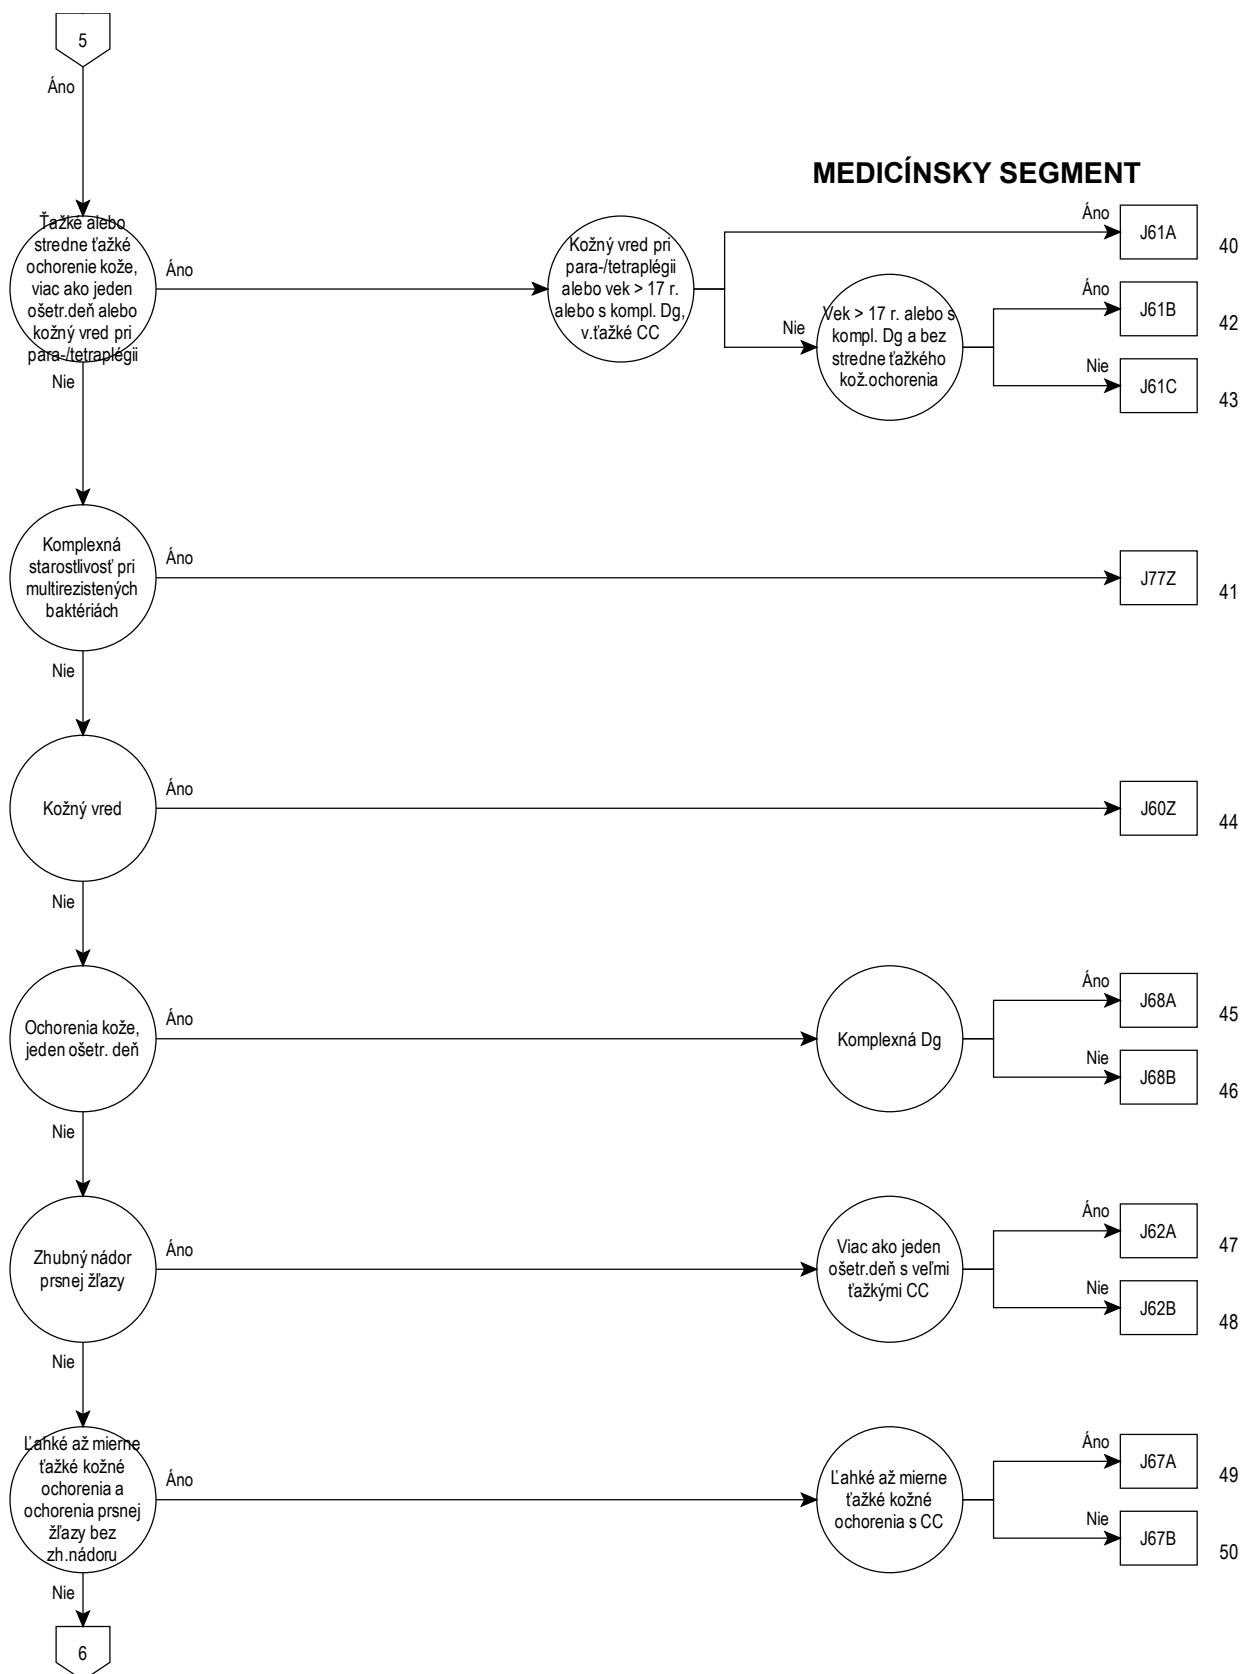 5
Áno
MEDICÍNSKY SEGMENT
Ťažké alebo
stredne ťažké
ochorenie kože,
viac ako jeden
ošetr.deň alebo
kožný vred pri
para-/tetraplégii
Áno
Kožný vred pri
para-/tetraplégii
alebo vek > 17 r.
alebo s kompl. Dg,
v.ťažké CC
Áno
J61A
40
Nie
Vek > 17 r. alebo s
kompl. Dg a bez
stredne ťažkého
kož.ochorenia
Áno
J61B
42
Nie
J61C
43
Nie
Komplexná
starostlivosť pri
multirezistených
baktériách
Áno
J77Z
41
Nie
Kožný vred
Áno
J60Z
44
Nie
Ochorenia kože,
jeden ošetr. deň
Áno
Komplexná Dg
Áno
J68A
45
Nie
J68B
46
Nie
Zhubný nádor
prsnej žľazy
Áno
Viac ako jeden
ošetr.deň s veľmi
ťažkými CC
Áno
J62A
47
Nie
J62B
48
Nie
Ľahké až mierne
ťažké kožné
ochorenia a
ochorenia prsnej
žľazy bez
zh.nádoru
Áno
Ľahké až mierne
ťažké kožné
ochorenia s CC
Áno
J67A
49
Nie
J67B
50
Nie
6